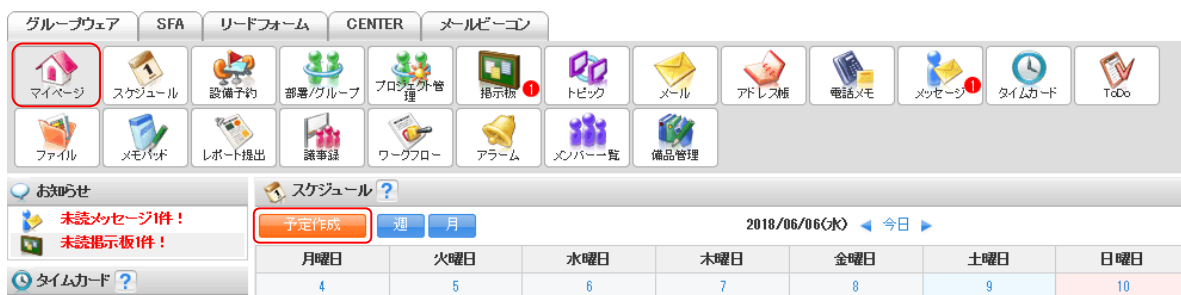 グループウェア SFA リードフォーム CENTER メールビーコン
マイページ スケジュール 設備予約 部署/グループ プロジェクト管理 掲示板 1 トピック メール アドレス帳 電話メモ メッセージ 1 タイムカード ToDo
ファイル メモパッド レポート提出 議事録 ワークフロー アラーム メンバー一覧 備品管理
お知らせ
未読メッセージ1件！
未読掲示板1件！
タイムカード ?
スケジュール ?
予定作成 週 月 2018/06/06(水) ◀ 今日 ▶
月曜日 火曜日 水曜日 木曜日 金曜日 土曜日 日曜日
4 5 6 7 8 9 10